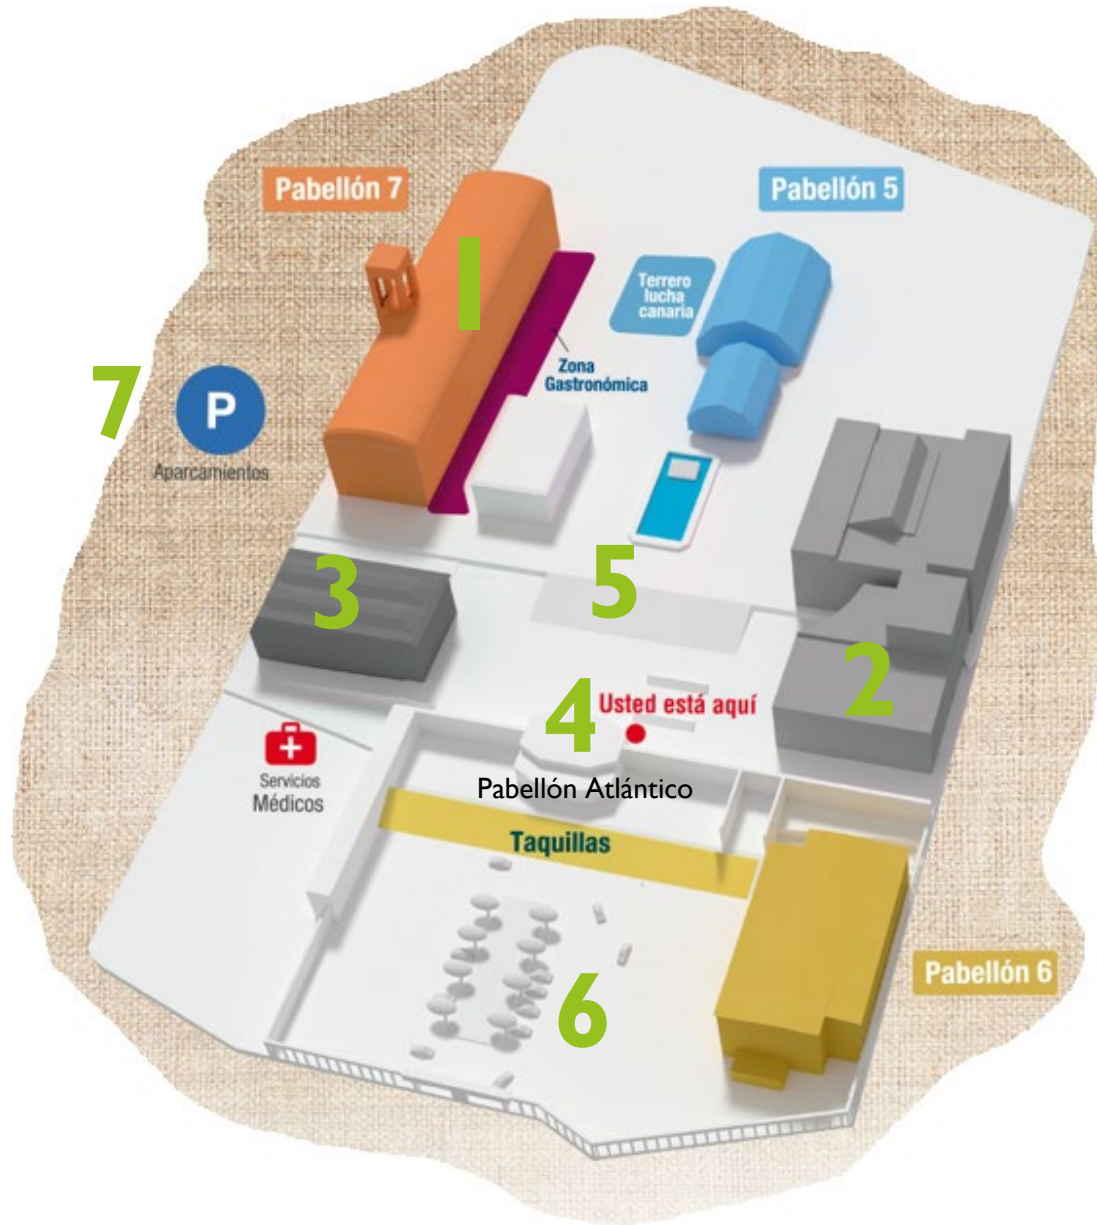 Pabellón 7
Pabellón 5
1
Terrero
lucha
canaria
Zona
Gastronómica
7
P
Aparcamientos
3
5
2
4
Usted está aquí
Servicios
Médicos
Pabellón Atlántico
Taquillas
Pabellón 6
6